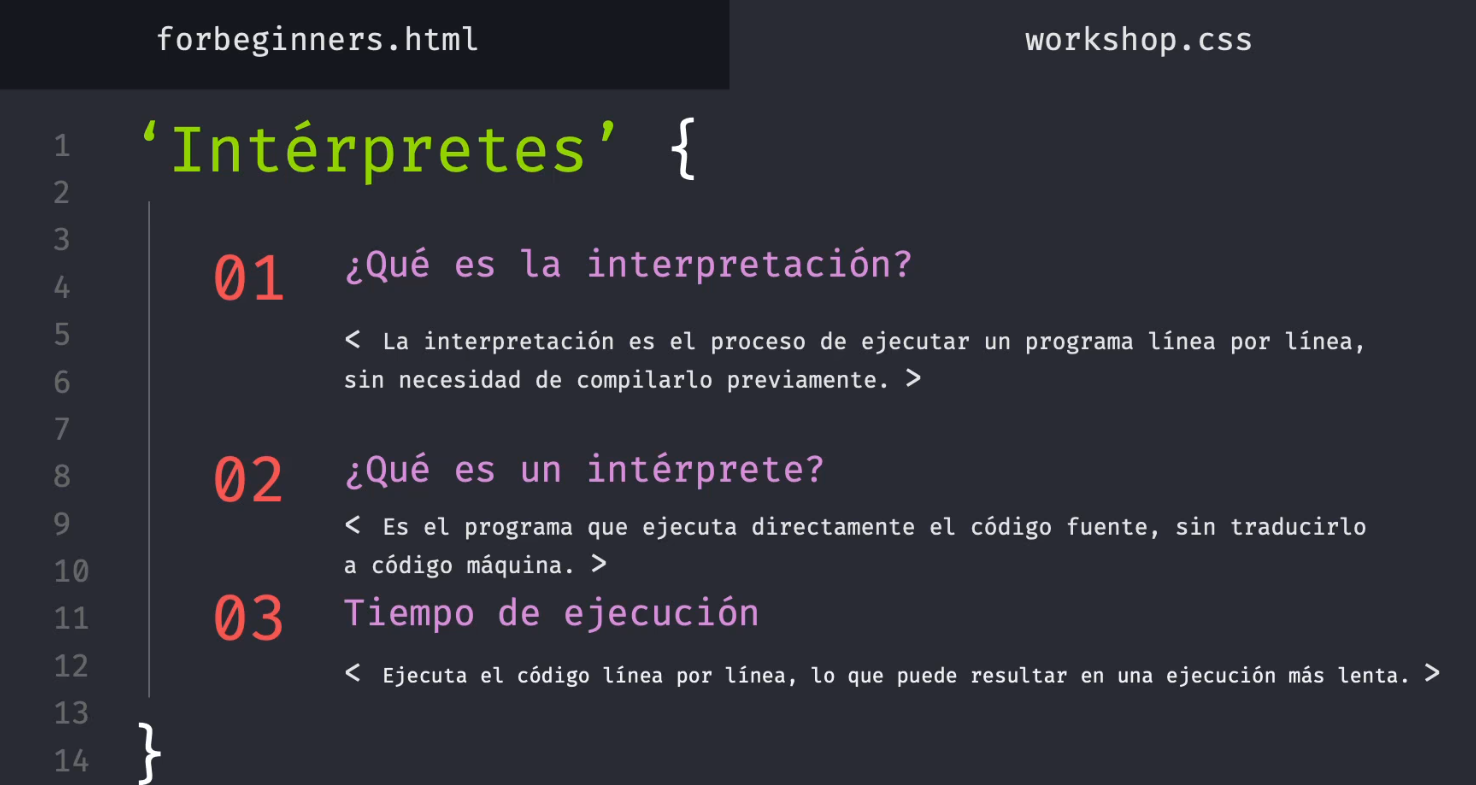 forbeginners.html
workshop.css
1
‘Intérpretes’ {
2
3
01 ¿Qué es la interpretación?
4
5
< La interpretación es el proceso de ejecutar un programa línea por línea,
6
sin necesidad de compilarlo previamente. >
7
8
02 ¿Qué es un intérprete?
9
< Es el programa que ejecuta directamente el código fuente, sin traducirlo
10
a código máquina. >
11
03 Tiempo de ejecución
12
< Ejecuta el código línea por línea, lo que puede resultar en una ejecución más lenta. >
13
14
}